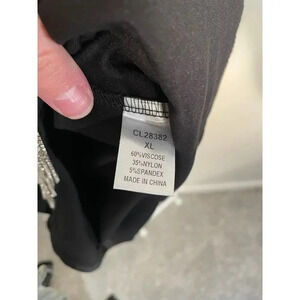 CL28382
XL
60%VISCOSE
35%NYLON
5%SPANDEX
MADE IN CHINA